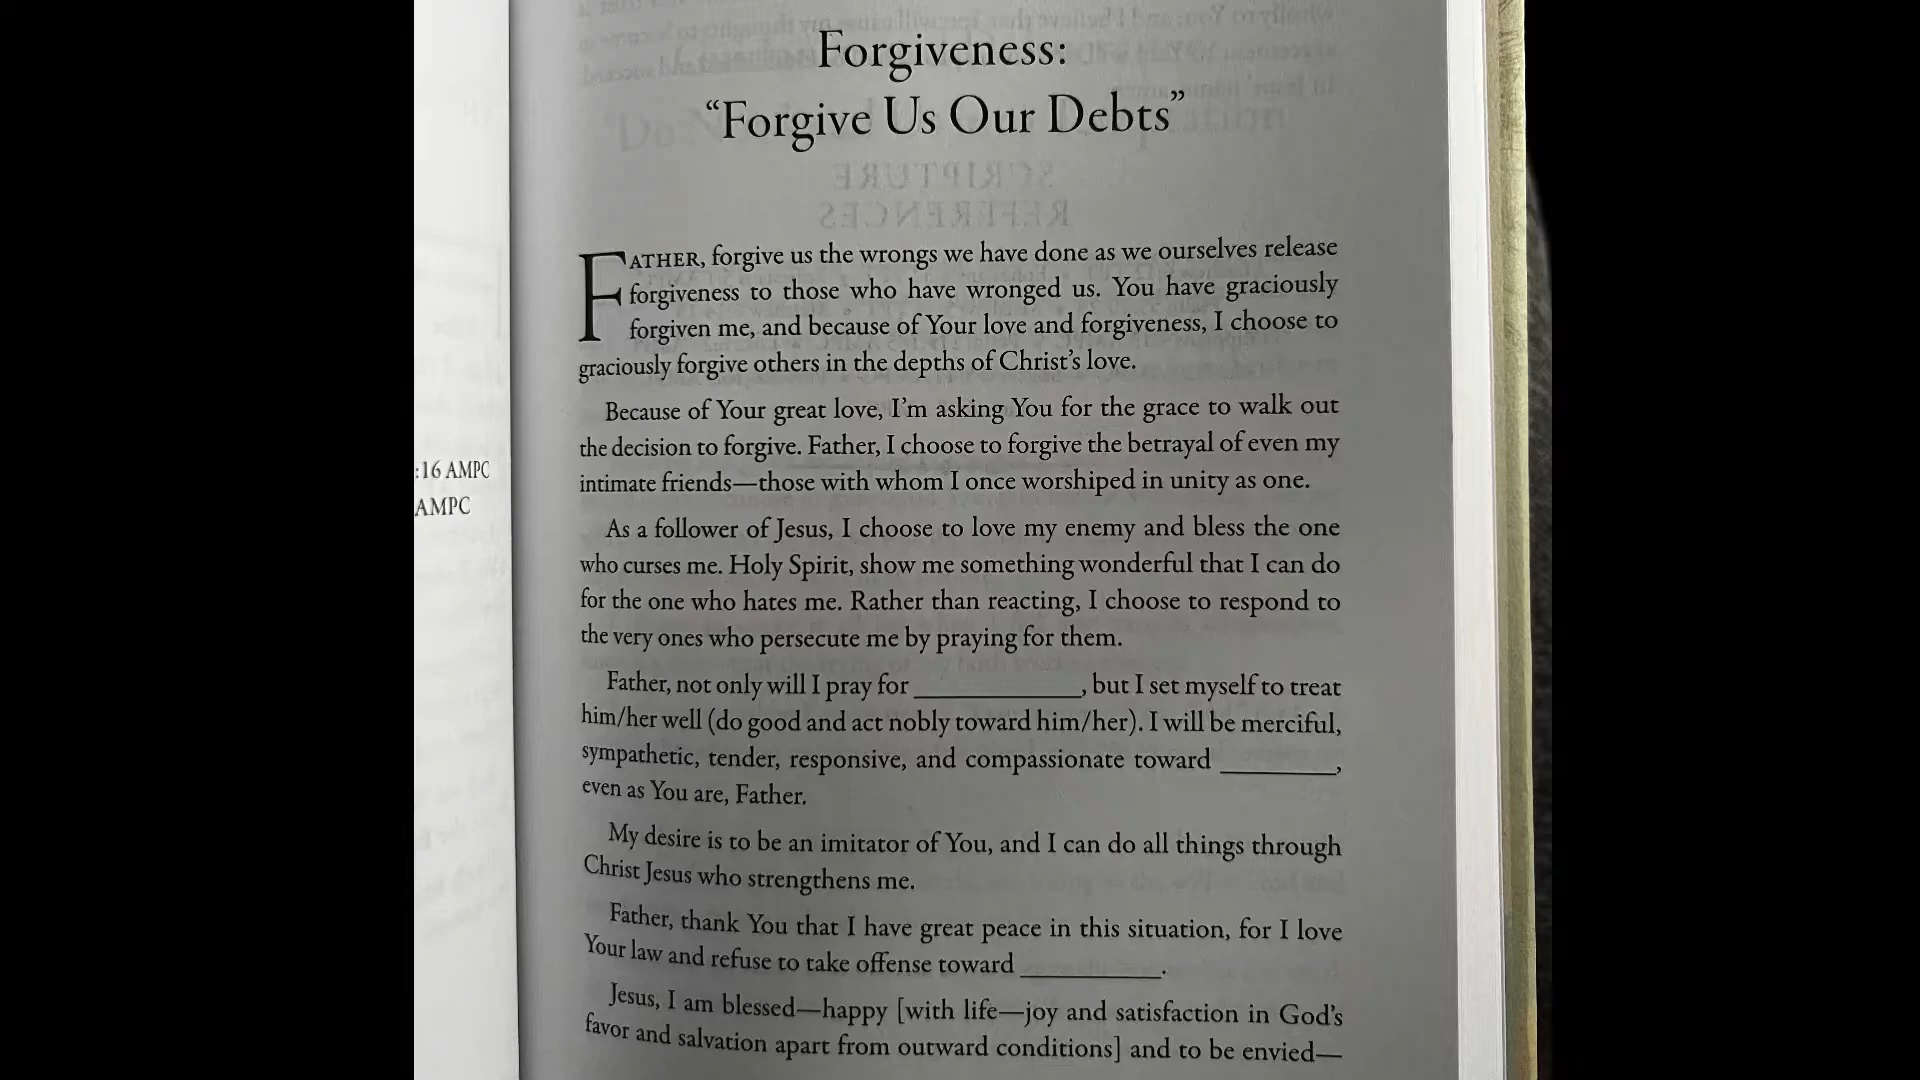 Forgiveness:
“Forgive Us Our Debts”
FATHER, forgive us the wrongs we have done as we ourselves release
forgiveness to those who have wronged us. You have graciously
forgiven me, and because of Your love and forgiveness, I choose to
graciously forgive others in the depths of Christ’s love.
Because of Your great love, I’m asking You for the grace to walk out
the decision to forgive. Father, I choose to forgive the betrayal of even my
intimate friends—those with whom I once worshiped in unity as one.
As a follower of Jesus, I choose to love my enemy and bless the one
who curses me. Holy Spirit, show me something wonderful that I can do
for the one who hates me. Rather than reacting, I choose to respond to
the very ones who persecute me by praying for them.
Father, not only will I pray for ____________, but I set myself to treat
him/her well (do good and act nobly toward him/her). I will be merciful,
sympathetic, tender, responsive, and compassionate toward ________,
even as You are, Father.
My desire is to be an imitator of You, and I can do all things through
Christ Jesus who strengthens me.
Father, thank You that I have great peace in this situation, for I love
Your law and refuse to take offense toward __________.
Jesus, I am blessed—happy [with life—joy and satisfaction in God’s
favor and salvation apart from outward conditions] and to be envied—
:16 AMPC
AMPC